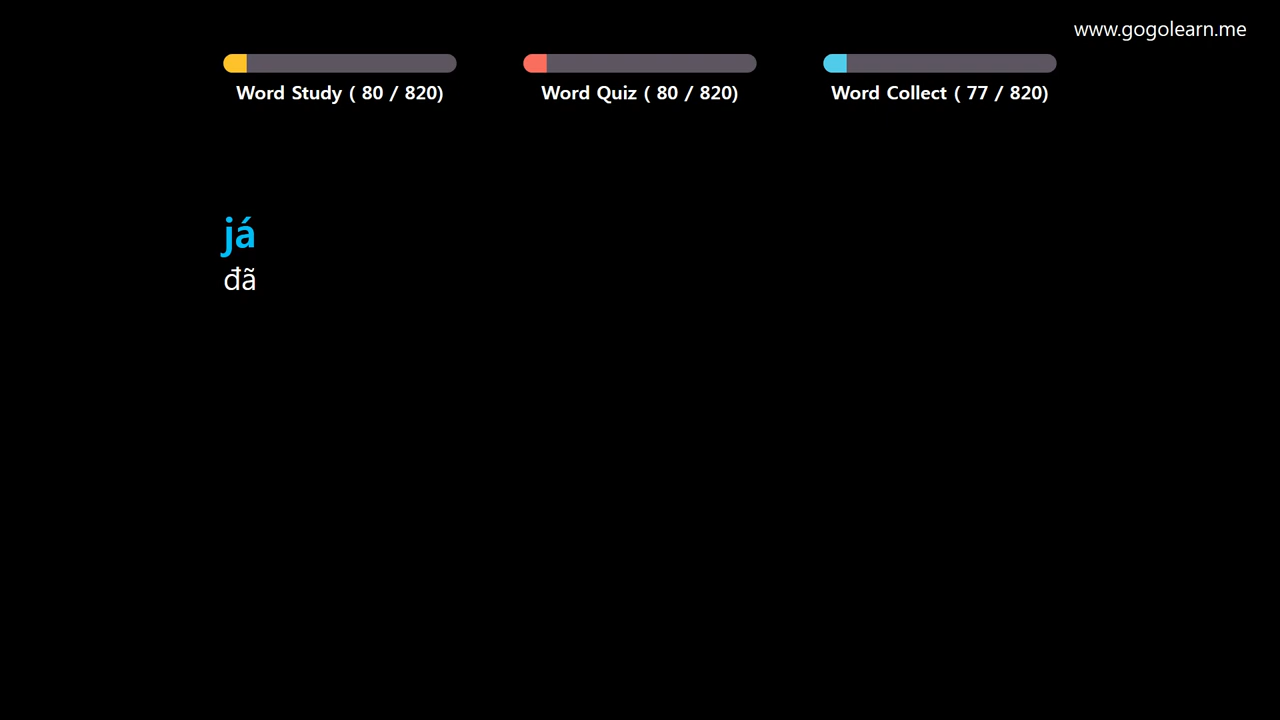 www.gogolearn.me
Word Study ( 80 / 820)
Word Quiz ( 80 / 820)
Word Collect ( 77 / 820)
já
đã